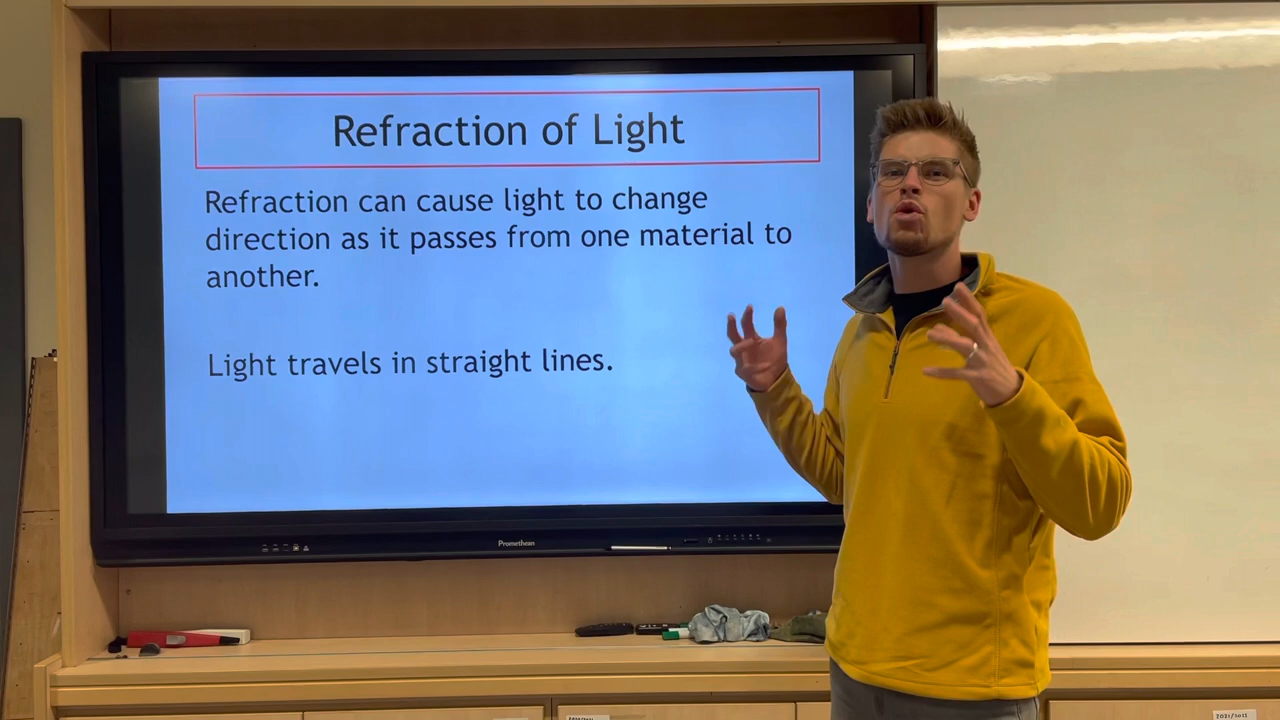 Refraction of Light
Refraction can cause light to change
direction as it passes from one material to
another.
Light travels in straight lines.
Promethean